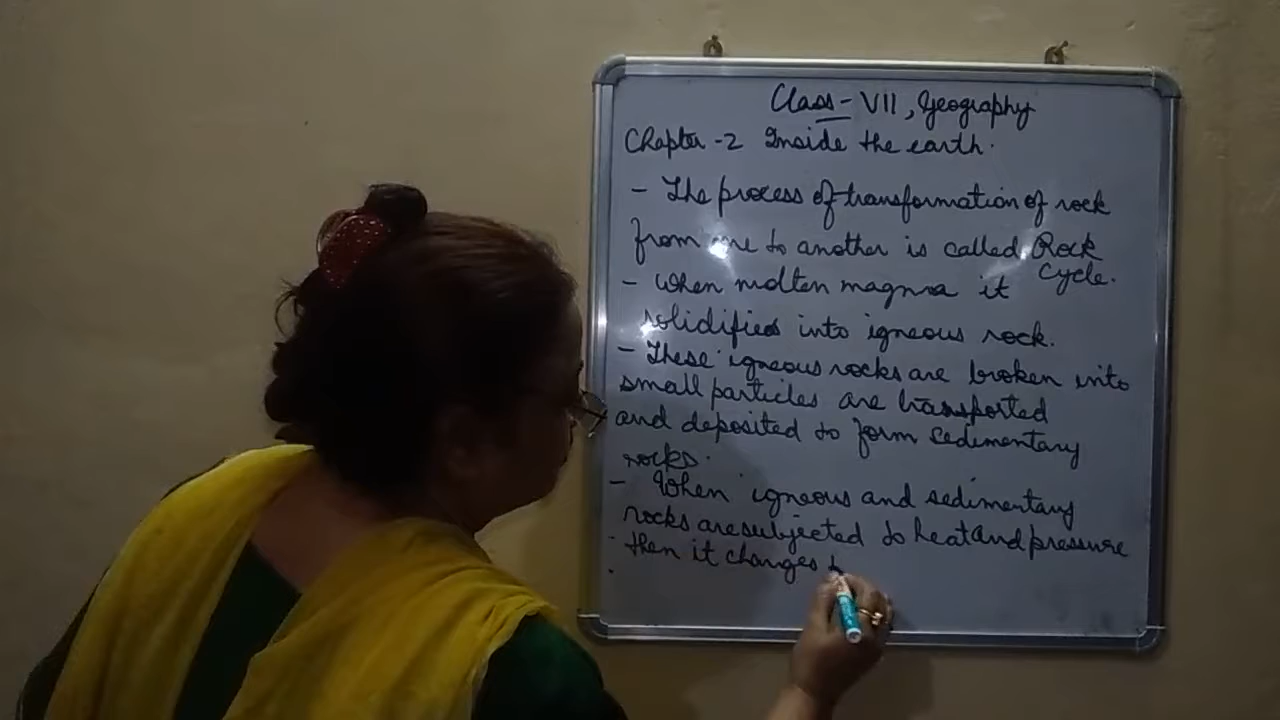 Class - VII, Geography
Chapter - 2 Inside the earth.
- The process of transformation of rock
from one to another is called Rock
Cycle.
- When molten magma it
solidifies into igneous rock.
- These igneous rocks are broken into
small particles are transported
and deposited to form sedimentary
rocks.
- When igneous and sedimentary
rocks are subjected to heat and pressure
then it changes